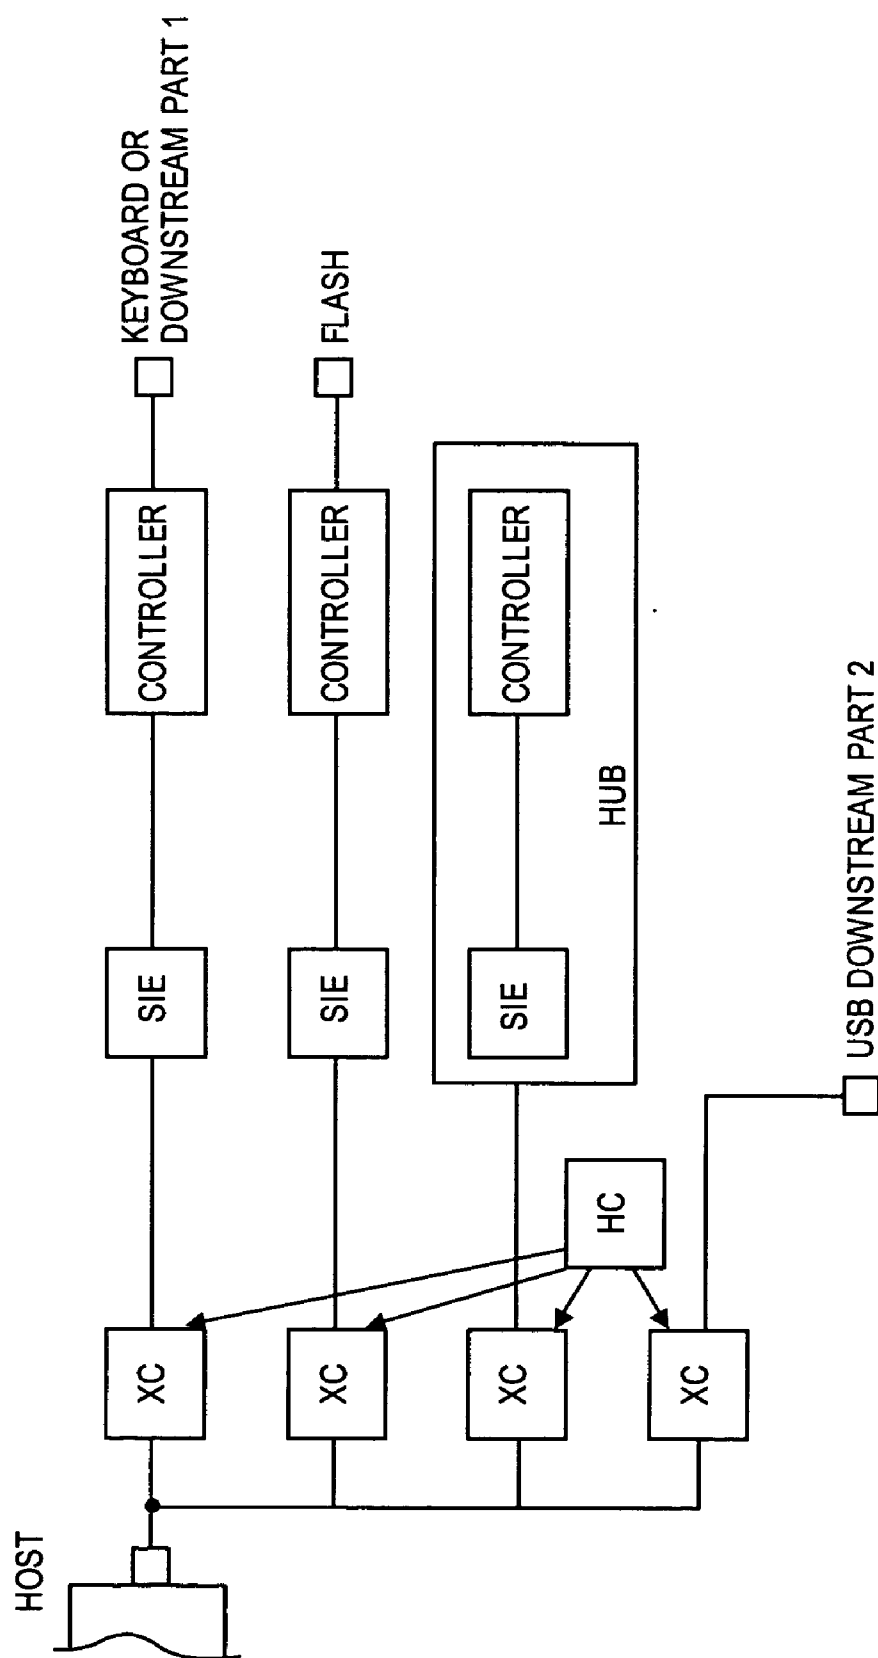 HOST
XC
SIE
CONTROLLER
KEYBOARD OR
DOWNSTREAM PART 1
XC
SIE
CONTROLLER
FLASH
XC
SIE
CONTROLLER
HUB
HC
XC
USB DOWNSTREAM PART 2